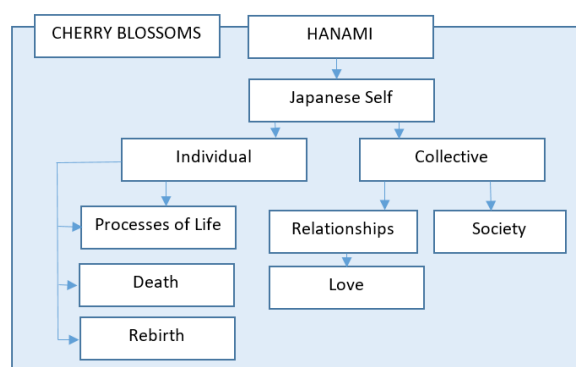 CHERRY BLOSSOMS
HANAMI
Japanese Self
Individual
Collective
Processes of Life
Relationships
Society
Death
Love
Rebirth